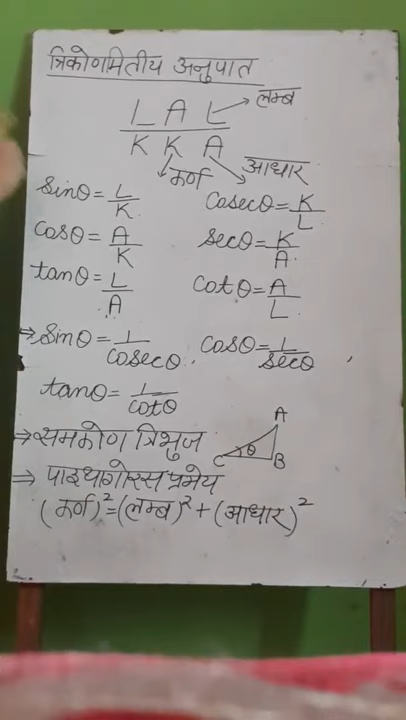 त्रिकोणमितीय अनुपात
L A L → लम्ब
K K A
कर्ण आधार
sinθ = L/K cosecθ = K/L
cosθ = A/K secθ = K/A
tanθ = L/A cotθ = A/L
⇒ sinθ = 1/cosecθ, cosθ = 1/secθ,
tanθ = 1/cotθ
⇒ समकोण त्रिभुज A
C θ B
⇒ पाइथागोरस प्रमेय
(कर्ण)² = (लम्ब)² + (आधार)²